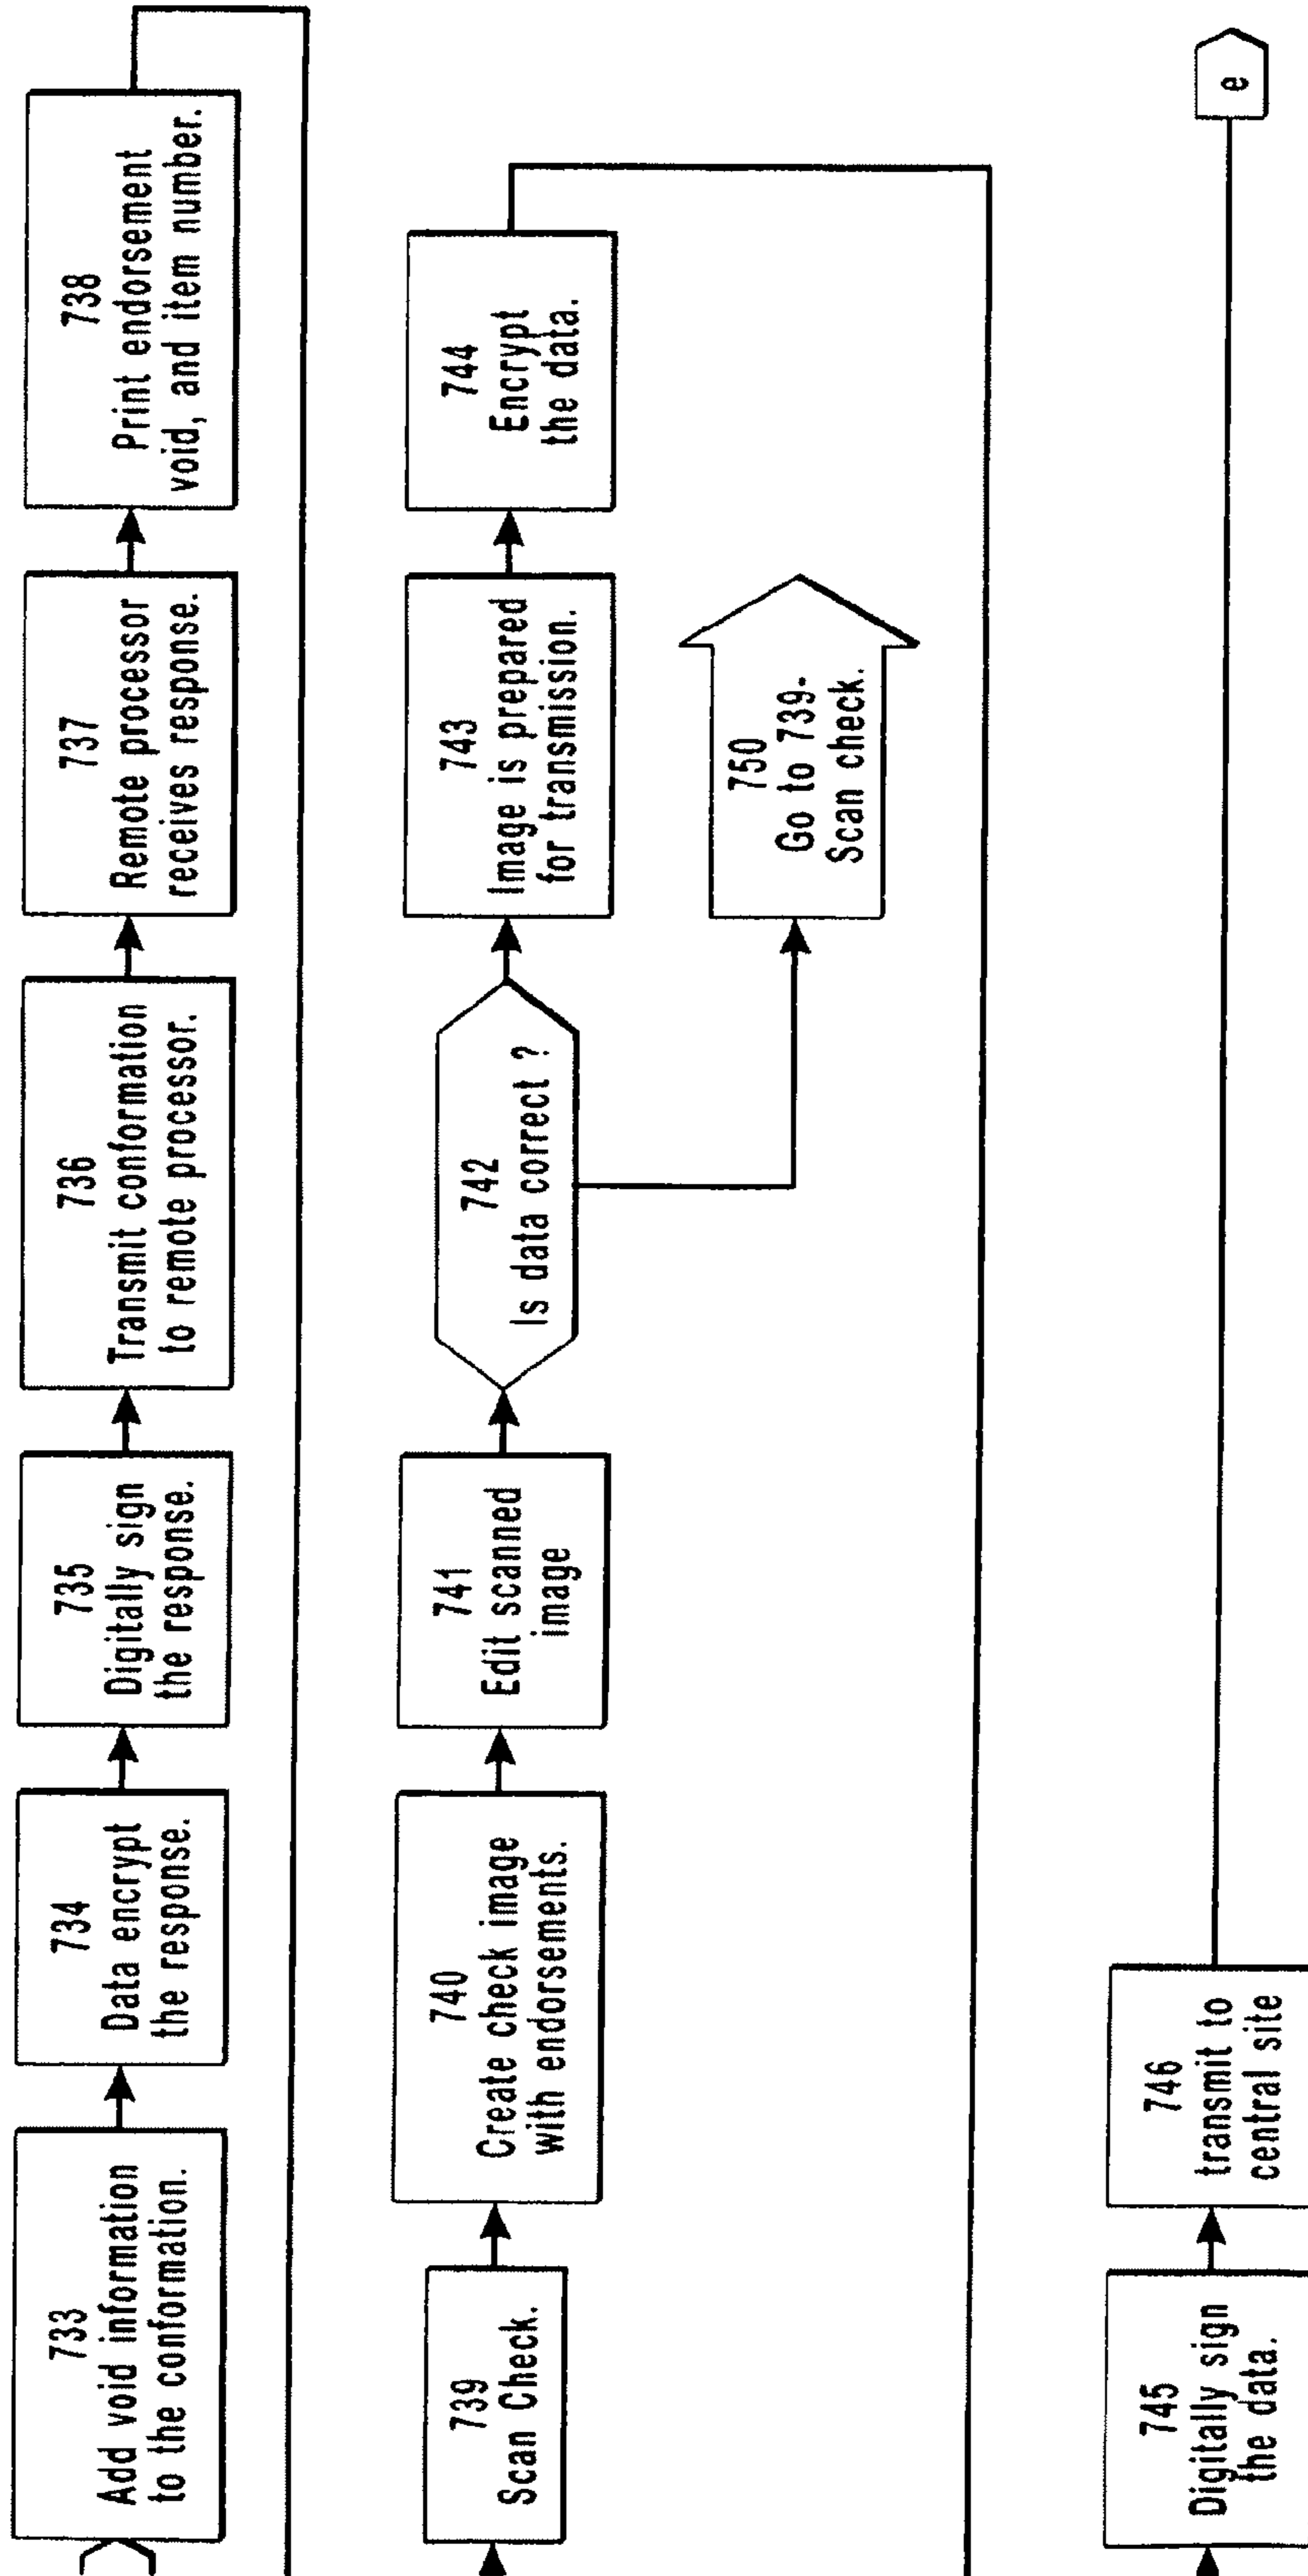 733
Add void information
to the conformation.
734
Data encrypt
the response.
735
Digitally sign
the response.
736
Transmit conformation
to remote processor.
737
Remote processor
receives response.
738
Print endorsement
void, and item number.
739
Scan Check.
740
Create check image
with endorsements.
741
Edit scanned
image
742
Is data correct ?
743
Image is prepared
for transmission.
744
Encrypt
the data.
750
Go to 739-
Scan check.
745
Digitally sign
the data.
746
transmit to
central site
e